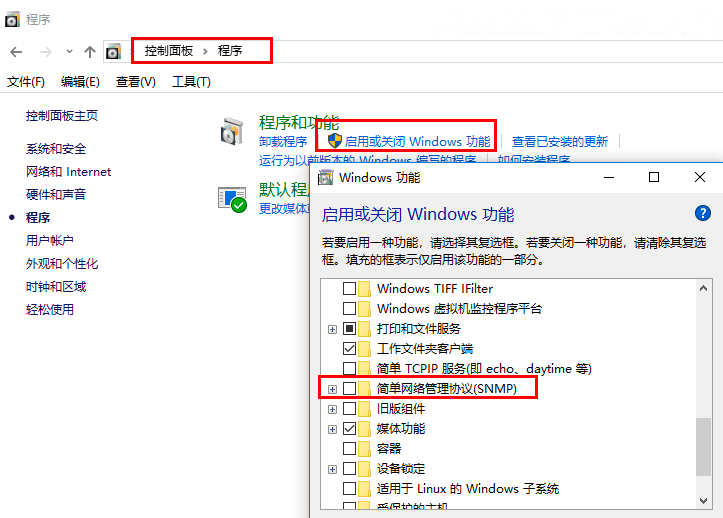 程序
控制面板 › 程序
文件(F) 编辑(E) 查看(V) 工具(T)
控制面板主页
系统和安全
网络和 Internet
硬件和声音
程序
用户帐户
外观和个性化
时钟和区域
轻松使用
程序和功能
卸载程序 启用或关闭 Windows 功能 查看已安装的更新
运行为以前版本的 Windows 编写的程序 如何安装程序
默认程
更改媒体
Windows 功能
启用或关闭 Windows 功能
若要启用一种功能，请选择其复选框。若要关闭一种功能，请清除其复选
框。填充的框表示仅启用该功能的一部分。
Windows TIFF IFilter
Windows 虚拟机监控程序平台
打印和文件服务
工作文件夹客户端
简单 TCPIP 服务(即 echo、daytime 等)
简单网络管理协议(SNMP)
旧版组件
媒体功能
容器
设备锁定
适用于 Linux 的 Windows 子系统
受保护的主机